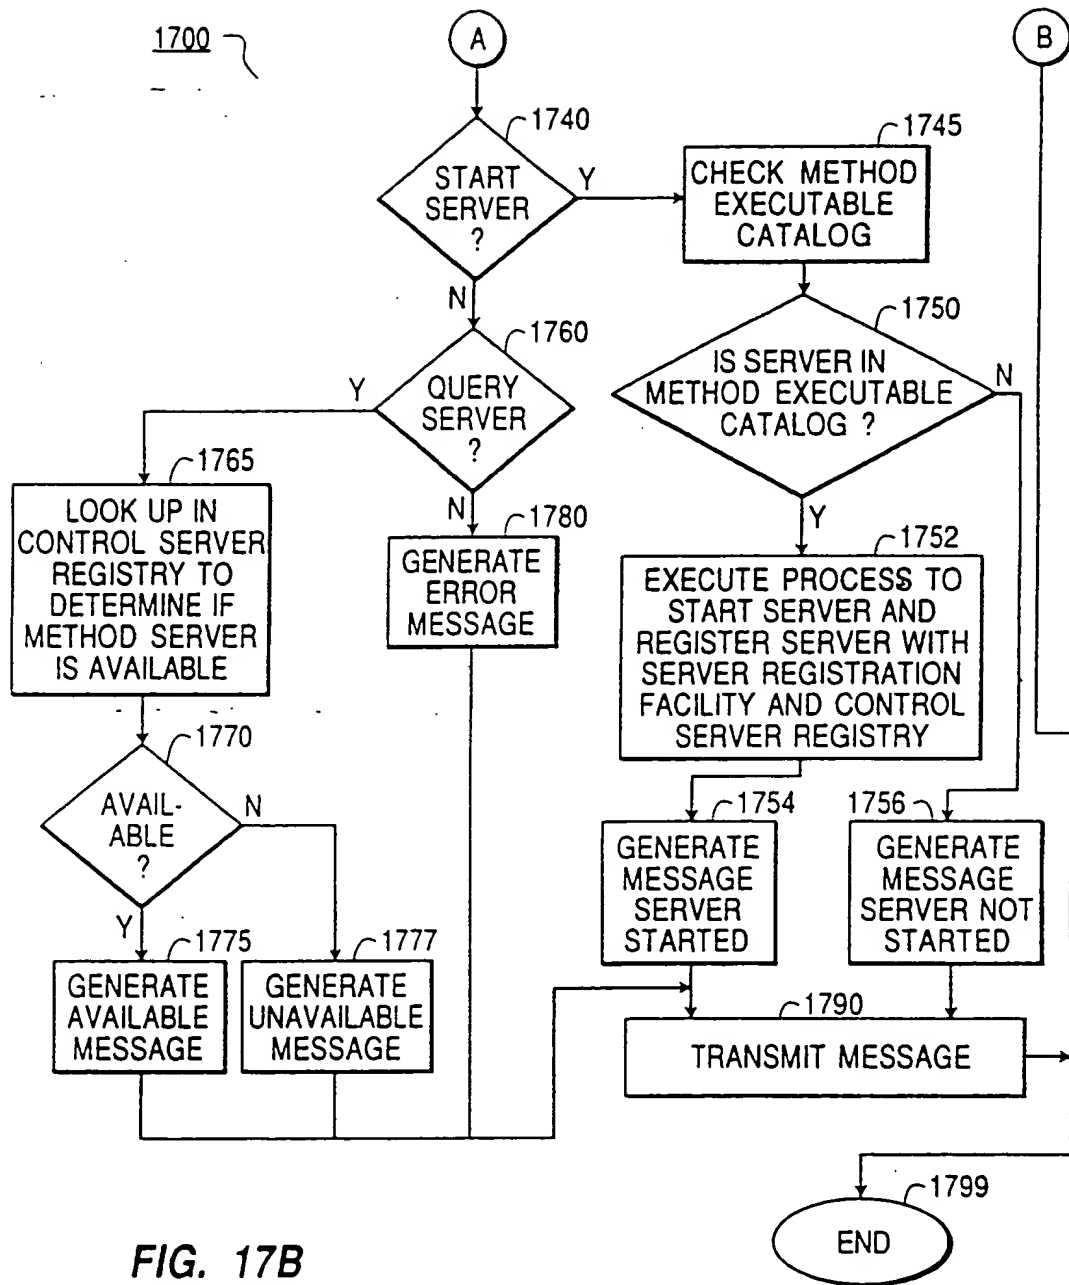 1700
A
B
1740
START
SERVER
?
Y
N
1745
CHECK METHOD
EXECUTABLE
CATALOG
1750
IS SERVER IN
METHOD EXECUTABLE
CATALOG ?
N
Y
1760
QUERY
SERVER
?
Y
N
1765
LOOK UP IN
CONTROL SERVER
REGISTRY TO
DETERMINE IF
METHOD SERVER
IS AVAILABLE
1780
GENERATE
ERROR
MESSAGE
1752
EXECUTE PROCESS TO
START SERVER AND
REGISTER SERVER WITH
SERVER REGISTRATION
FACILITY AND CONTROL
SERVER REGISTRY
1770
AVAIL-
ABLE
?
N
Y
1754
GENERATE
MESSAGE
SERVER
STARTED
1756
GENERATE
MESSAGE
SERVER NOT
STARTED
1775
GENERATE
AVAILABLE
MESSAGE
1777
GENERATE
UNAVAILABLE
MESSAGE
1790
TRANSMIT MESSAGE
1799
END
FIG. 17B